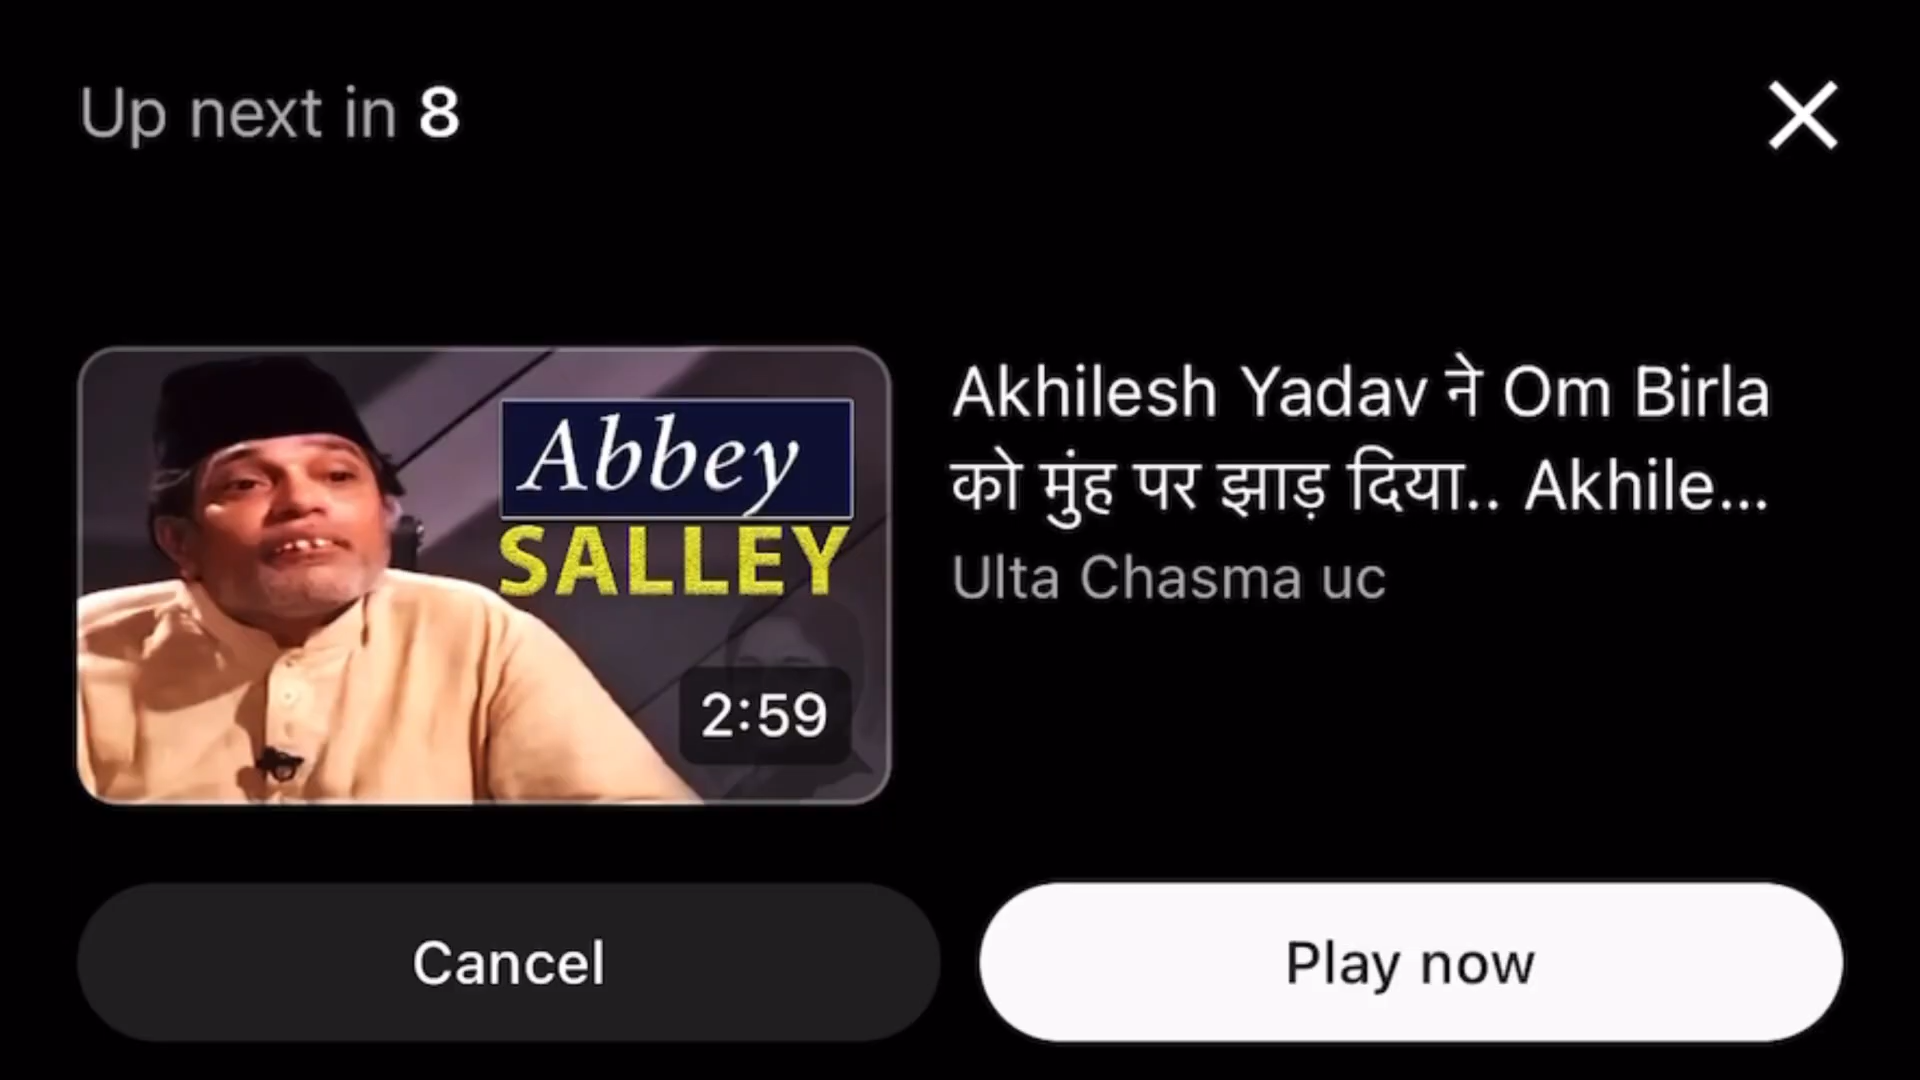 Up next in 8
Abbey
SALLEY
2:59
Akhilesh Yadav ने Om Birla
को मुंह पर झाड़ दिया.. Akhile...
Ulta Chasma uc
Cancel
Play now